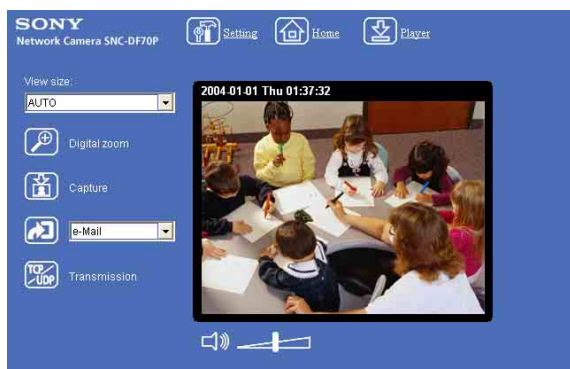 SONY
Network Camera SNC-DF70P
Setting
Home
Player
View size:
AUTO
2004-01-01 Thu 01:37:32
Digital zoom
Capture
e-Mail
TCP/UDP
Transmission